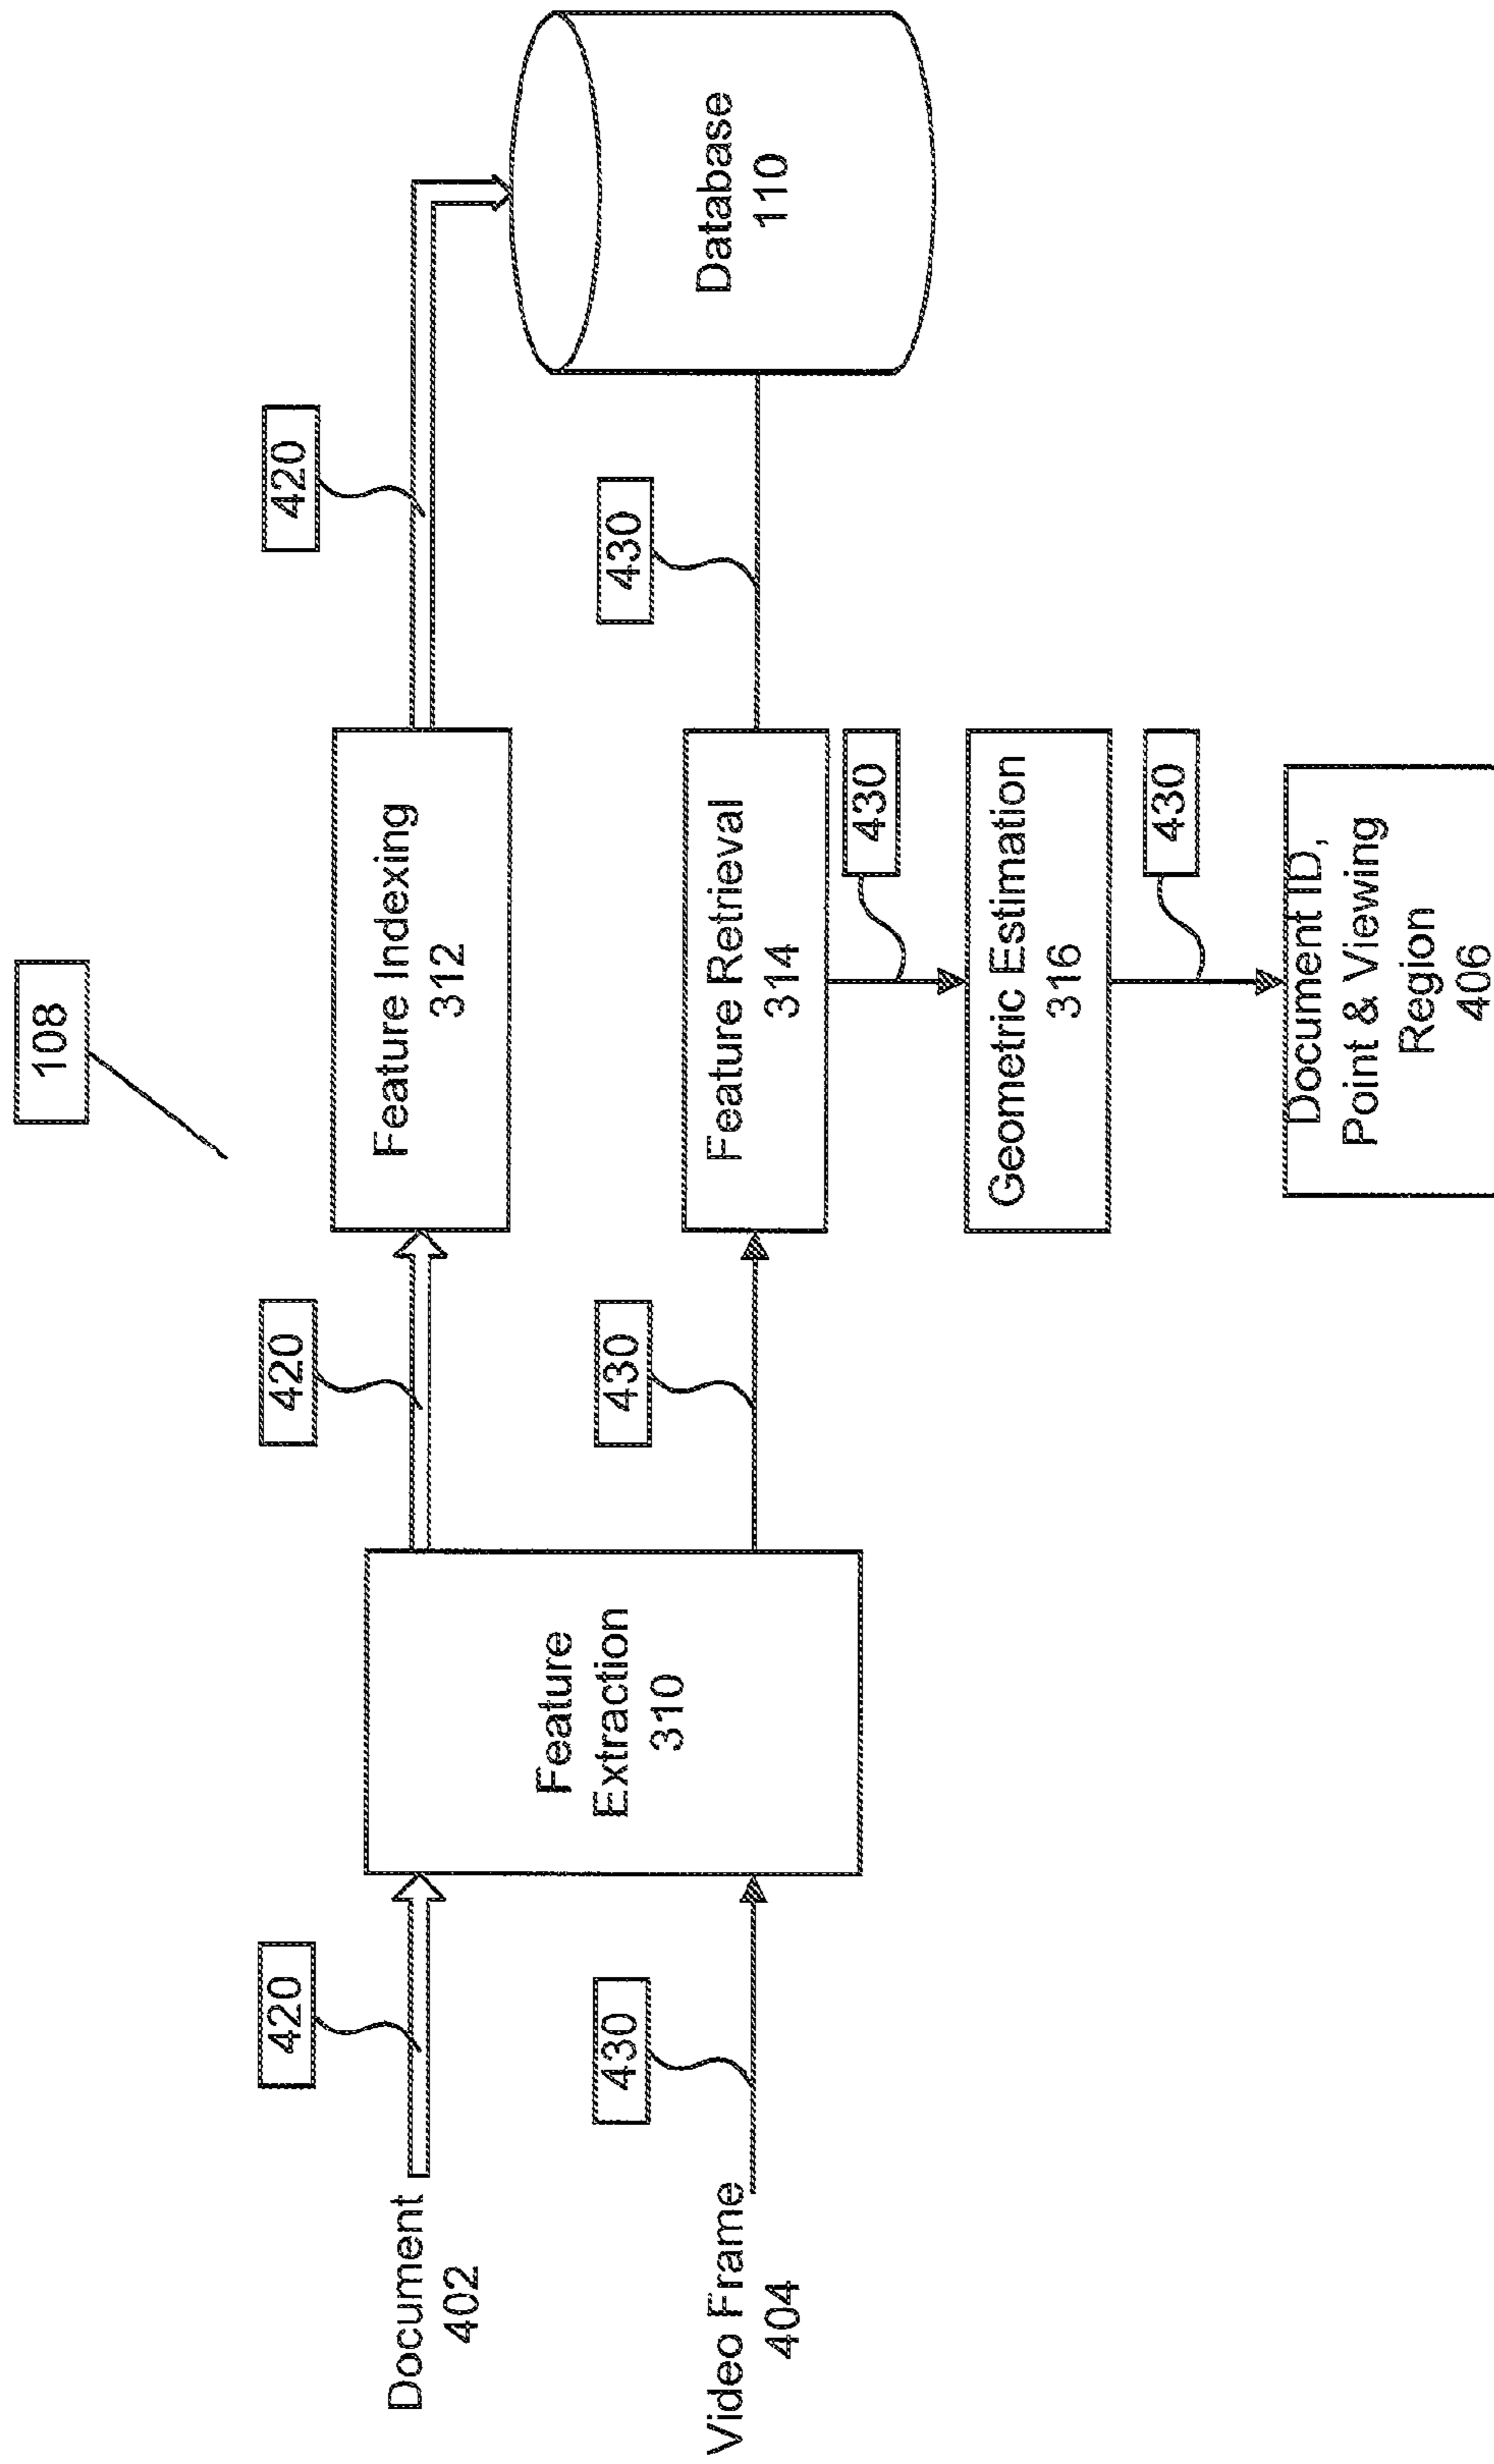 108
420
420
420
Document
402
Feature
Extraction
310
Feature Indexing
312
Database
110
430
430
430
Video Frame
404
Feature Retrieval
314
430
Geometric Estimation
316
430
Document ID,
Point & Viewing
Region
406